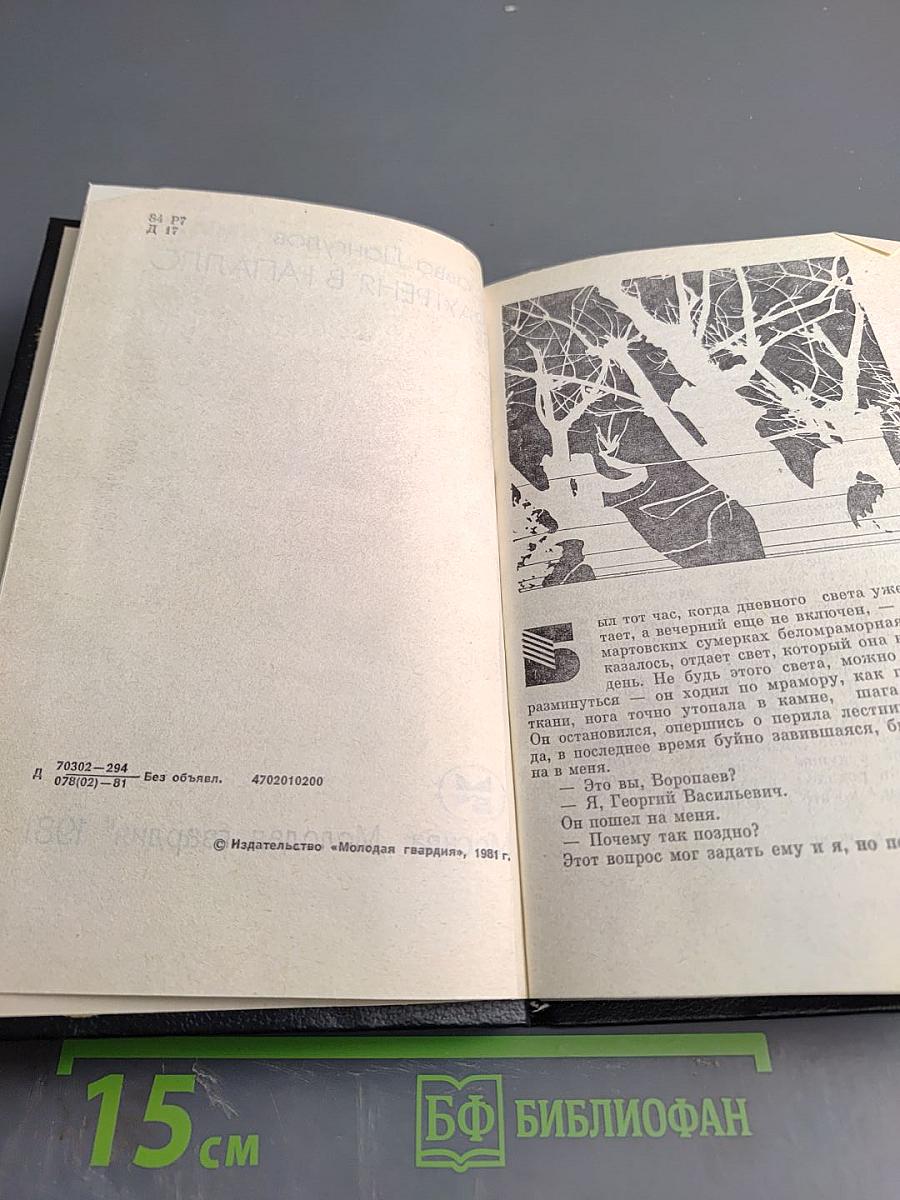 84 Р7
Д 17
Д 70302—294
078(02)—81 Без объявл. 4702010200
© Издательство «Молодая гвардия», 1981 г.
Был тот час, когда дневного света уже
тает, а вечерний еще не включен, —
мартовских сумерках беломраморная
казалось, отдает свет, который она
день. Не будь этого света, можно
разминуться — он ходил по мрамору, как
ткани, нога точно утопала в камне, шага
Он остановился, опершись о перила
да, в последнее время буйно завившаяся,
на в меня.
— Это вы, Воропаев?
— Я, Георгий Васильевич.
Он пошел на меня.
— Почему так поздно?
Этот вопрос мог задать ему и я, но
15 см
БФ БИБЛИОФАН